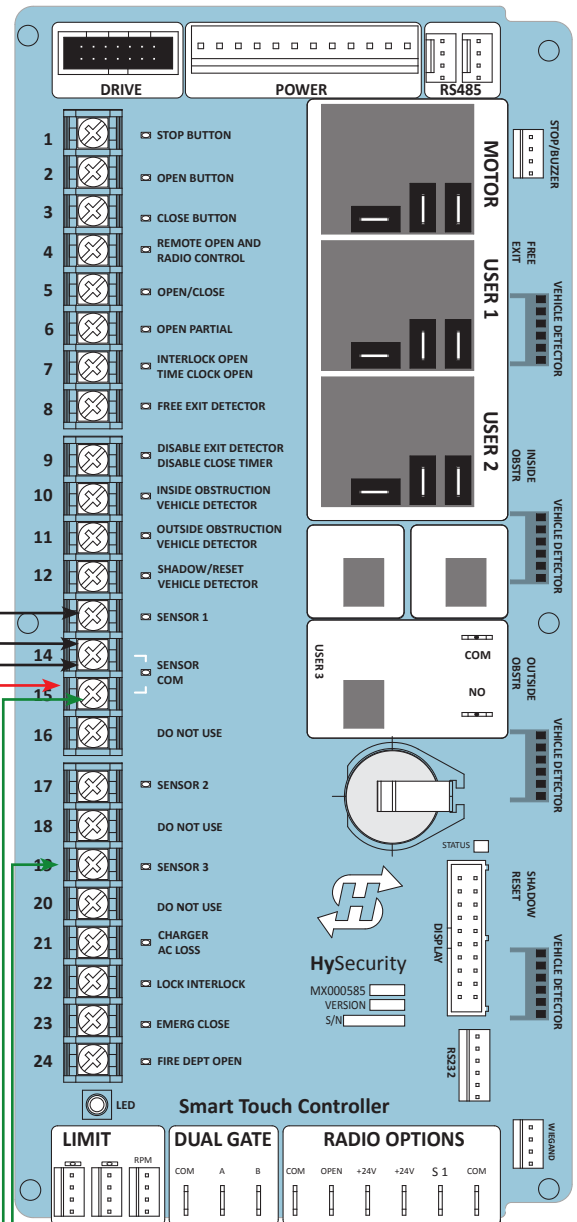 DRIVE
POWER
RS485
1
STOP BUTTON
2
OPEN BUTTON
3
CLOSE BUTTON
4
REMOTE OPEN AND
RADIO CONTROL
5
OPEN/CLOSE
6
OPEN PARTIAL
7
INTERLOCK OPEN
TIME CLOCK OPEN
8
FREE EXIT DETECTOR
9
DISABLE EXIT DETECTOR
DISABLE CLOSE TIMER
10
INSIDE OBSTRUCTION
VEHICLE DETECTOR
11
OUTSIDE OBSTRUCTION
VEHICLE DETECTOR
12
SHADOW/RESET
VEHICLE DETECTOR
SENSOR 1
14
SENSOR
COM
15
16
DO NOT USE
17
SENSOR 2
18
DO NOT USE
19
SENSOR 3
20
DO NOT USE
21
CHARGER
AC LOSS
22
LOCK INTERLOCK
23
EMERG CLOSE
24
FIRE DEPT OPEN
MOTOR
USER 1
USER 2
USER 3
COM
NO
STOP/BUZZER
FREE
EXIT
VEHICLE DETECTOR
INSIDE
OBSTR
VEHICLE DETECTOR
OUTSIDE
OBSTR
VEHICLE DETECTOR
STATUS
SHADOW
RESET
VEHICLE DETECTOR
DISPLAY
HySecurity
MX000585
VERSION
S/N
RS232
LED
Smart Touch Controller
WIEGAND
LIMIT
RPM
DUAL GATE
COM A B
RADIO OPTIONS
COM OPEN +24V +24V S 1 COM